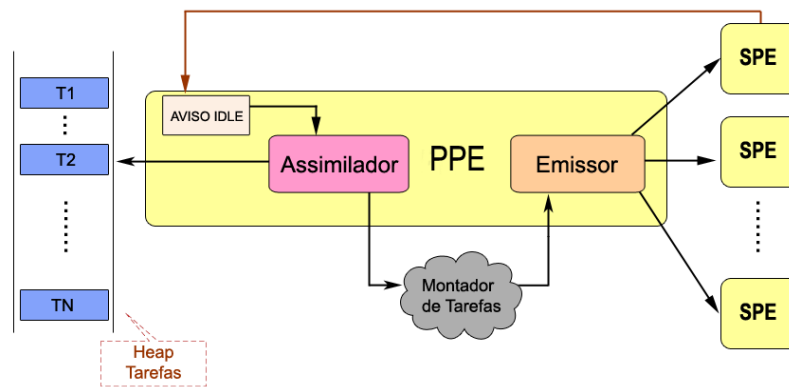 T1
T2
TN
Heap
Tarefas
AVISO IDLE
Assimilador
PPE
Emissor
Montador
de Tarefas
SPE
SPE
SPE